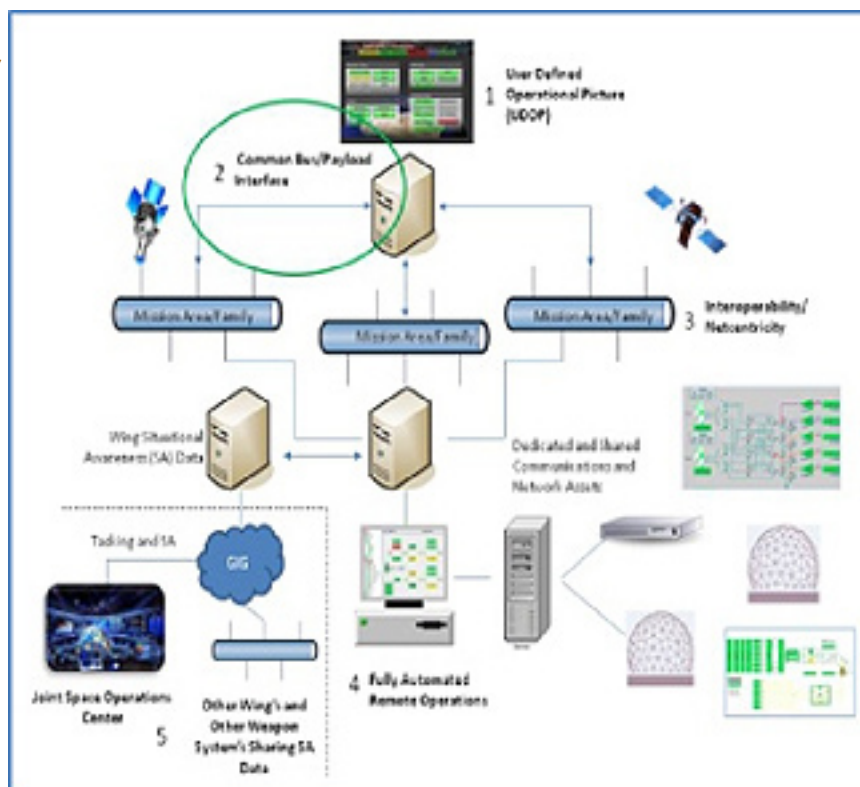 1
User Defined
Operational Picture
(UDOP)
2
Common Bus/Payload
Interface
Mission Area/Family
Mission Area/Family
Mission Area/Family
3
Interoperability/
Netcentricity
Wing Situational
Awareness (SA) Data
Dedicated and Shared
Communications and
Network Assets
Tasking and SA
GIG
Server
Joint Space Operations
Center
5
Other Wing's and
Other Weapon
System's Sharing SA
Data
4
Fully Automated
Remote Operations